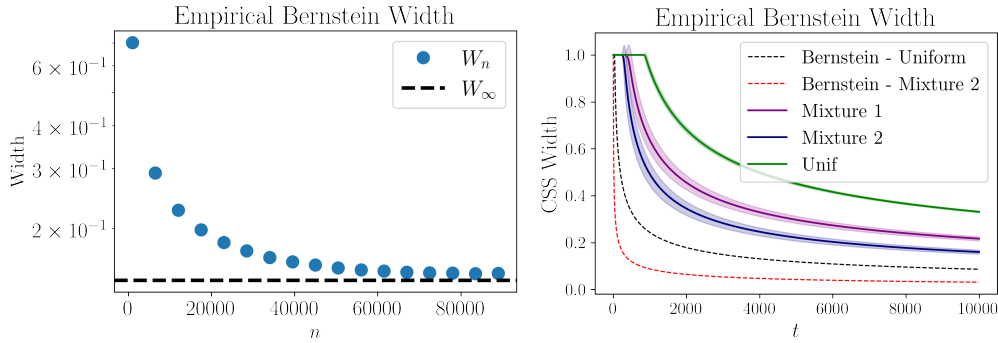 Empirical Bernstein Width
6 × 10⁻¹
4 × 10⁻¹
3 × 10⁻¹
2 × 10⁻¹
Width
Wₙ
W∞
0
20000
40000
60000
80000
n
Empirical Bernstein Width
1.0
0.8
0.6
0.4
0.2
0.0
CSS Width
Bernstein - Uniform
Bernstein - Mixture 2
Mixture 1
Mixture 2
Unif
0
2000
4000
6000
8000
10000
t